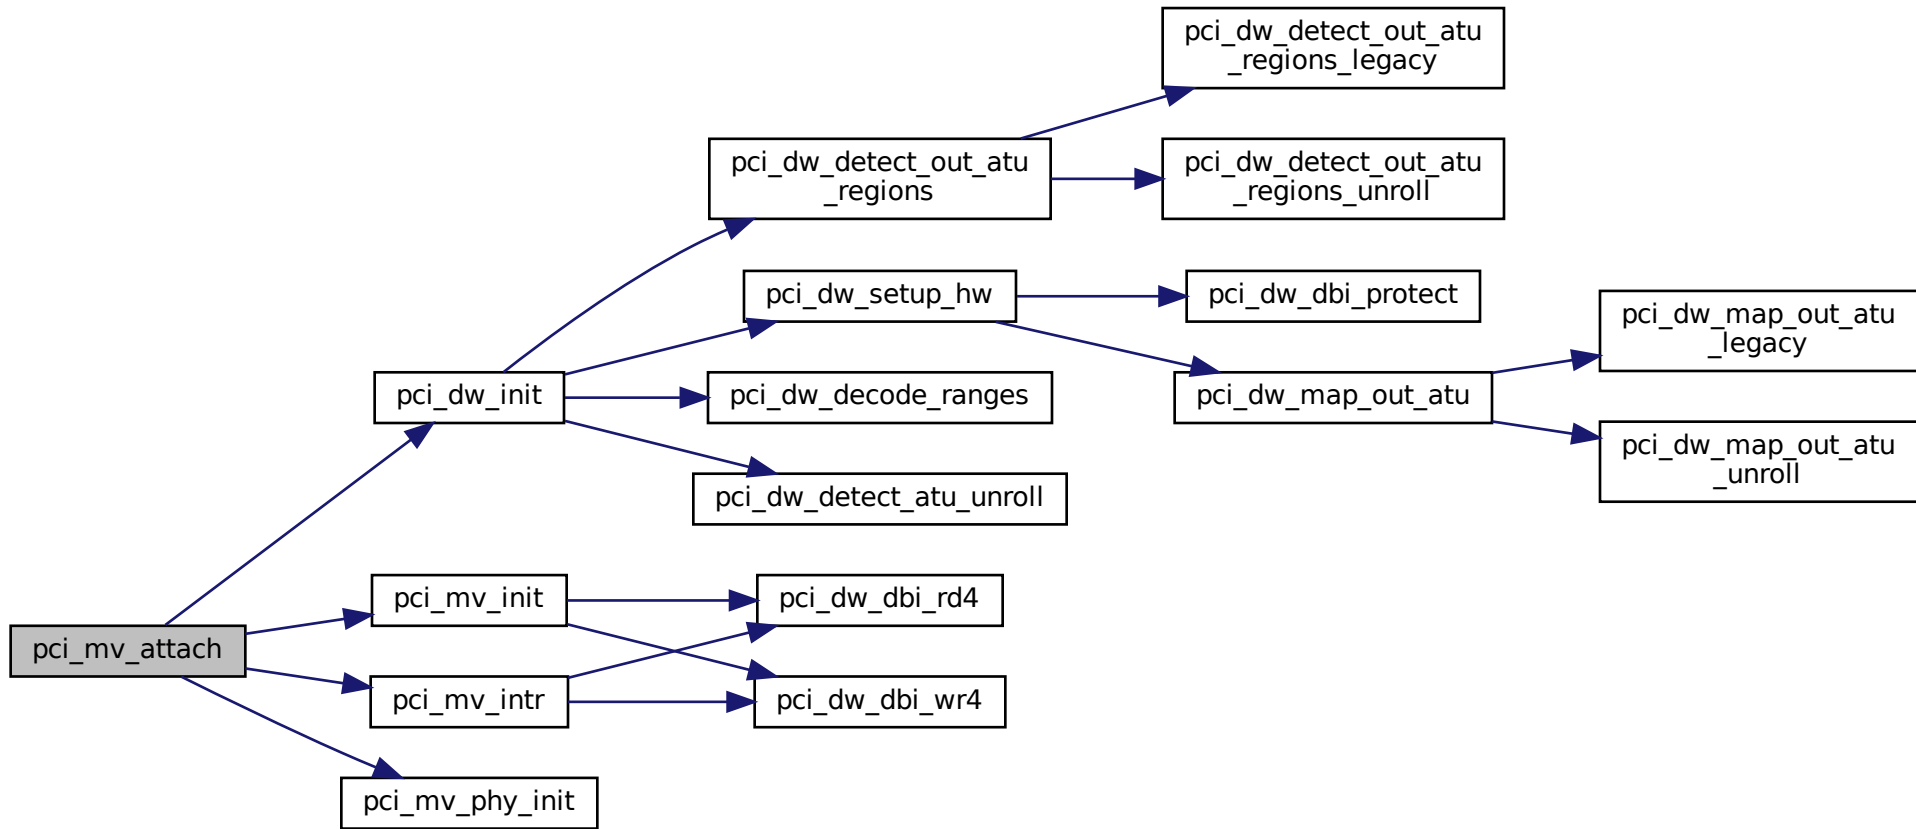 pci_dw_detect_out_atu
_regions_legacy
pci_dw_detect_out_atu
_regions
pci_dw_detect_out_atu
_regions_unroll
pci_dw_setup_hw
pci_dw_dbi_protect
pci_dw_map_out_atu
_legacy
pci_dw_init
pci_dw_decode_ranges
pci_dw_map_out_atu
pci_dw_map_out_atu
_unroll
pci_dw_detect_atu_unroll
pci_mv_init
pci_dw_dbi_rd4
pci_mv_attach
pci_mv_intr
pci_dw_dbi_wr4
pci_mv_phy_init